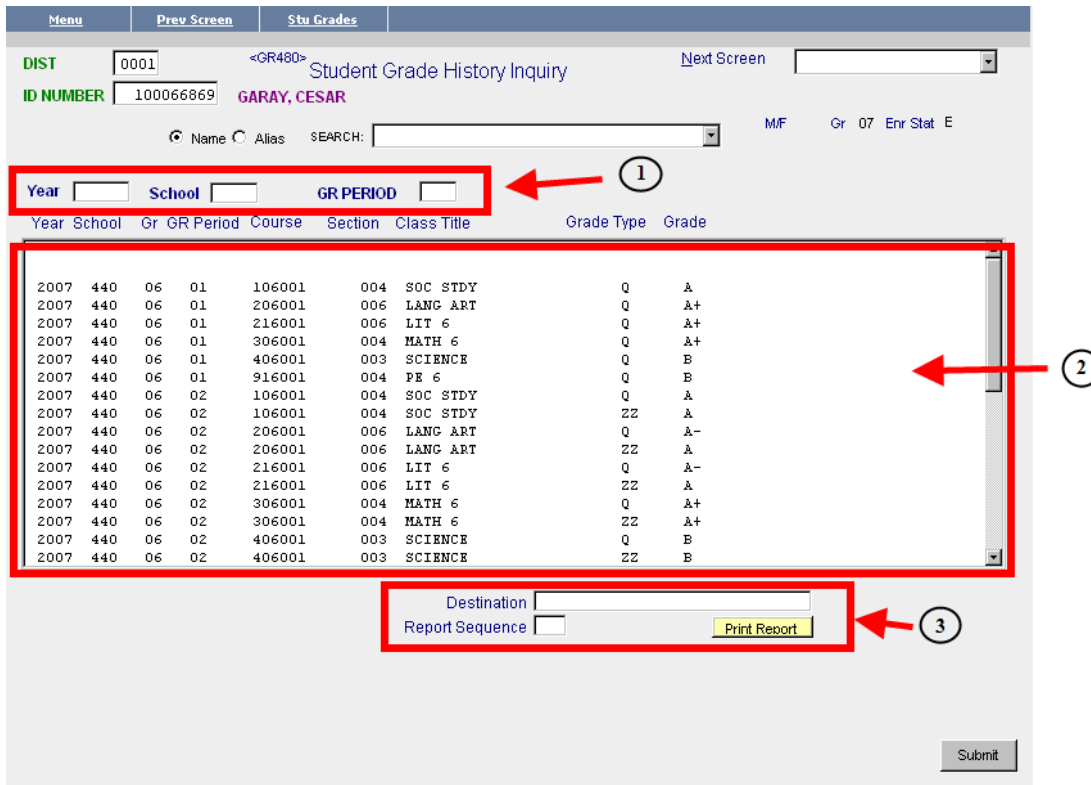 Menu Prev Screen Stu Grades
DIST 0001 <GR480> Student Grade History Inquiry Next Screen
ID NUMBER 100066869 GARAY, CESAR
M/F Gr 07 Enr Stat E
Name Alias SEARCH:
1
Year School GR PERIOD
Year School Gr GR Period Course Section Class Title Grade Type Grade
2007 440 06 01 106001 004 SOC STDY Q A
2007 440 06 01 206001 006 LANG ART Q A+
2007 440 06 01 216001 006 LIT 6 Q A+
2007 440 06 01 306001 004 MATH 6 Q A+
2007 440 06 01 406001 003 SCIENCE Q B
2007 440 06 01 916001 004 PE 6 Q B
2007 440 06 02 106001 004 SOC STDY Q A
2007 440 06 02 106001 004 SOC STDY ZZ A
2007 440 06 02 206001 006 LANG ART Q A-
2007 440 06 02 206001 006 LANG ART ZZ A
2007 440 06 02 216001 006 LIT 6 Q A-
2007 440 06 02 216001 006 LIT 6 ZZ A
2007 440 06 02 306001 004 MATH 6 Q A+
2007 440 06 02 306001 004 MATH 6 ZZ A+
2007 440 06 02 406001 003 SCIENCE Q B
2007 440 06 02 406001 003 SCIENCE ZZ B
2
Destination
Report Sequence Print Report
3
Submit